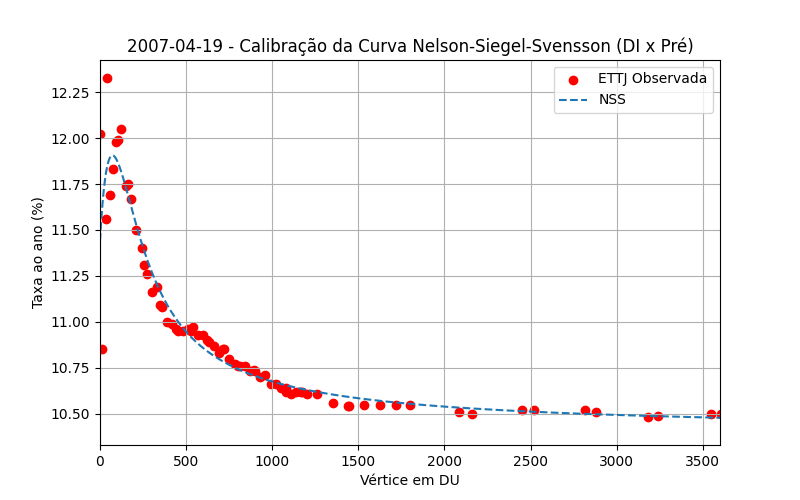 2007-04-19 - Calibração da Curva Nelson-Siegel-Svensson (DI x Pré)
ETTJ Observada
NSS
Taxa ao ano (%)
12.25
12.00
11.75
11.50
11.25
11.00
10.75
10.50
0 500 1000 1500 2000 2500 3000 3500
Vértice em DU